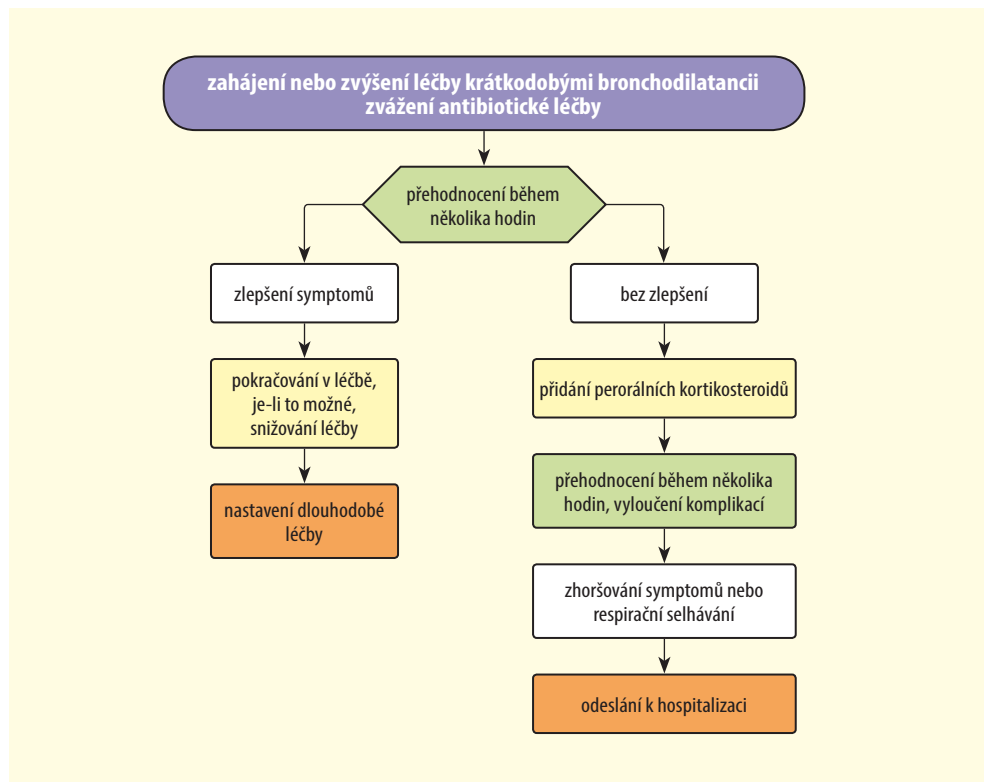 zahájení nebo zvýšení léčby krátkodobými bronchodilatancii
zvážení antibiotické léčby
přehodnocení během
několika hodin
zlepšení symptomů
bez zlepšení
pokračování v léčbě,
je-li to možné,
snižování léčby
přidání perorálních kortikosteroidů
nastavení dlouhodobé
léčby
přehodnocení během několika
hodin, vyloučení komplikací
zhoršování symptomů nebo
respirační selhávání
odeslání k hospitalizaci